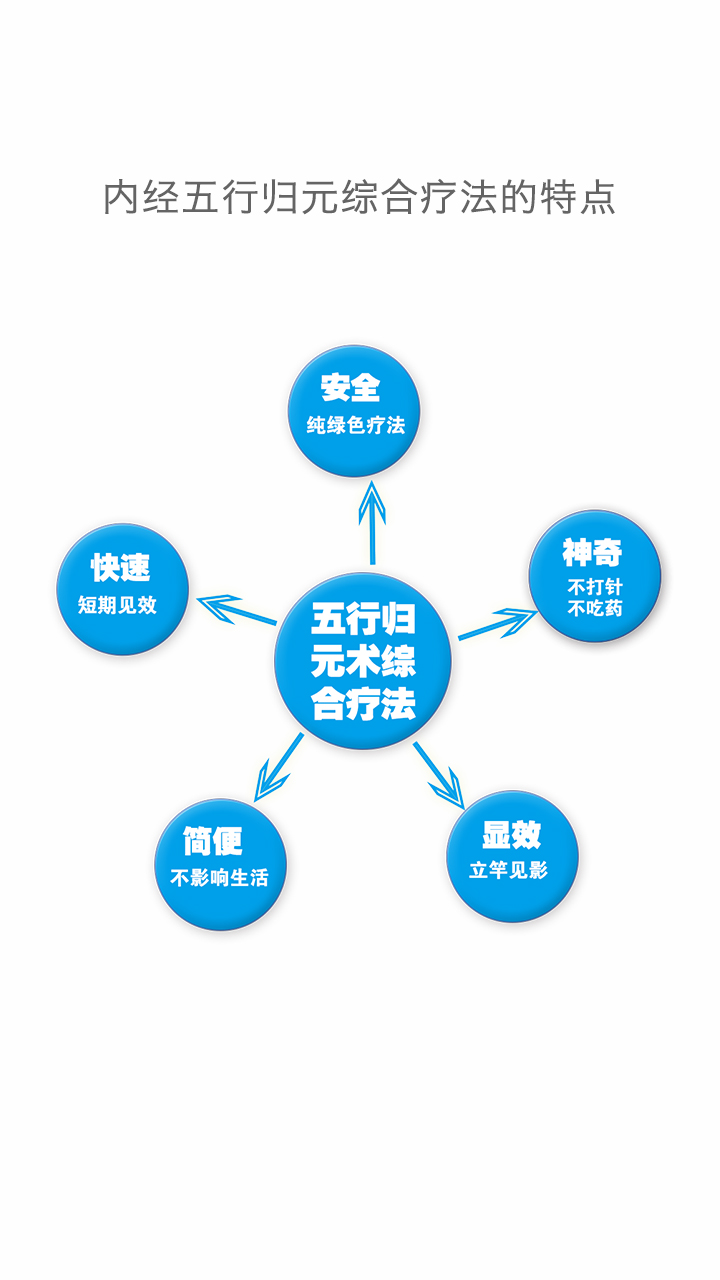 内经五行归元综合疗法的特点
安全
纯绿色疗法
快速
短期见效
神奇
不打针
不吃药
五行归
元术综
合疗法
简便
不影响生活
显效
立竿见影